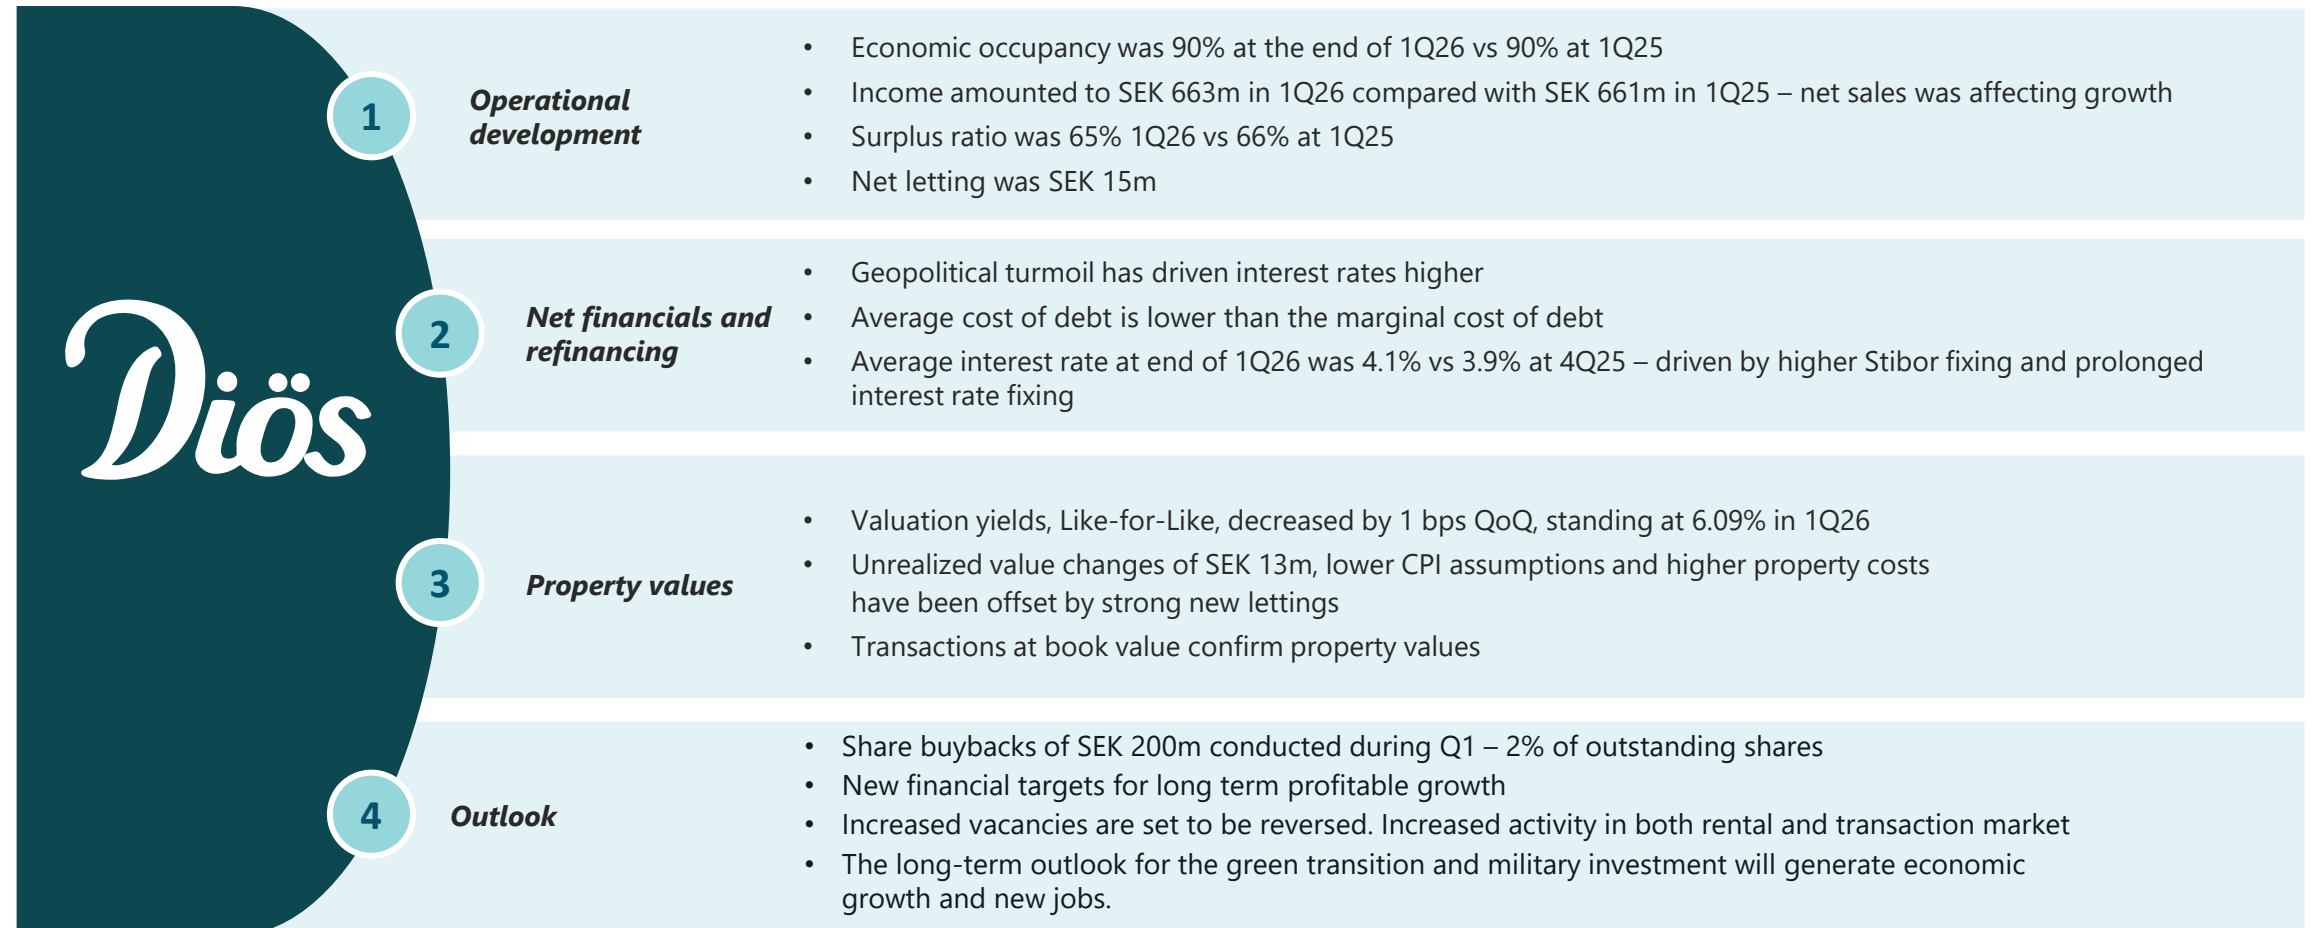 Diös
1
Operational
development
• Economic occupancy was 90% at the end of 1Q26 vs 90% at 1Q25
• Income amounted to SEK 663m in 1Q26 compared with SEK 661m in 1Q25 – net sales was affecting growth
• Surplus ratio was 65% 1Q26 vs 66% at 1Q25
• Net letting was SEK 15m
2
Net financials and
refinancing
• Geopolitical turmoil has driven interest rates higher
• Average cost of debt is lower than the marginal cost of debt
• Average interest rate at end of 1Q26 was 4.1% vs 3.9% at 4Q25 – driven by higher Stibor fixing and prolonged
interest rate fixing
3
Property values
• Valuation yields, Like-for-Like, decreased by 1 bps QoQ, standing at 6.09% in 1Q26
• Unrealized value changes of SEK 13m, lower CPI assumptions and higher property costs
have been offset by strong new lettings
• Transactions at book value confirm property values
4
Outlook
• Share buybacks of SEK 200m conducted during Q1 – 2% of outstanding shares
• New financial targets for long term profitable growth
• Increased vacancies are set to be reversed. Increased activity in both rental and transaction market
• The long-term outlook for the green transition and military investment will generate economic
growth and new jobs.